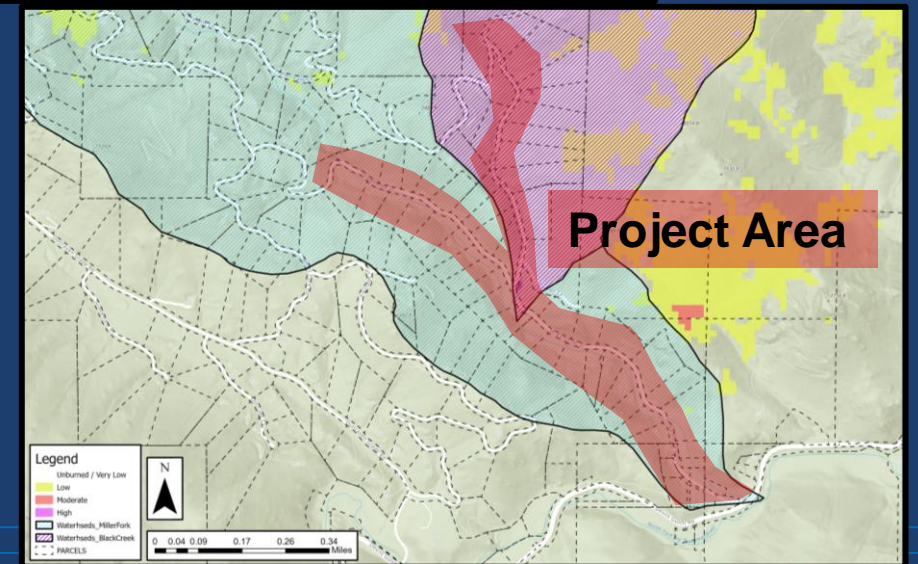 Project Area
Legend
Unburned / Very Low
Low
Moderate
High
Waterhseds_MillerFork
Waterhseds_BlackCreek
PARCELS
N
0 0.04 0.09 0.17 0.26 0.34
Miles